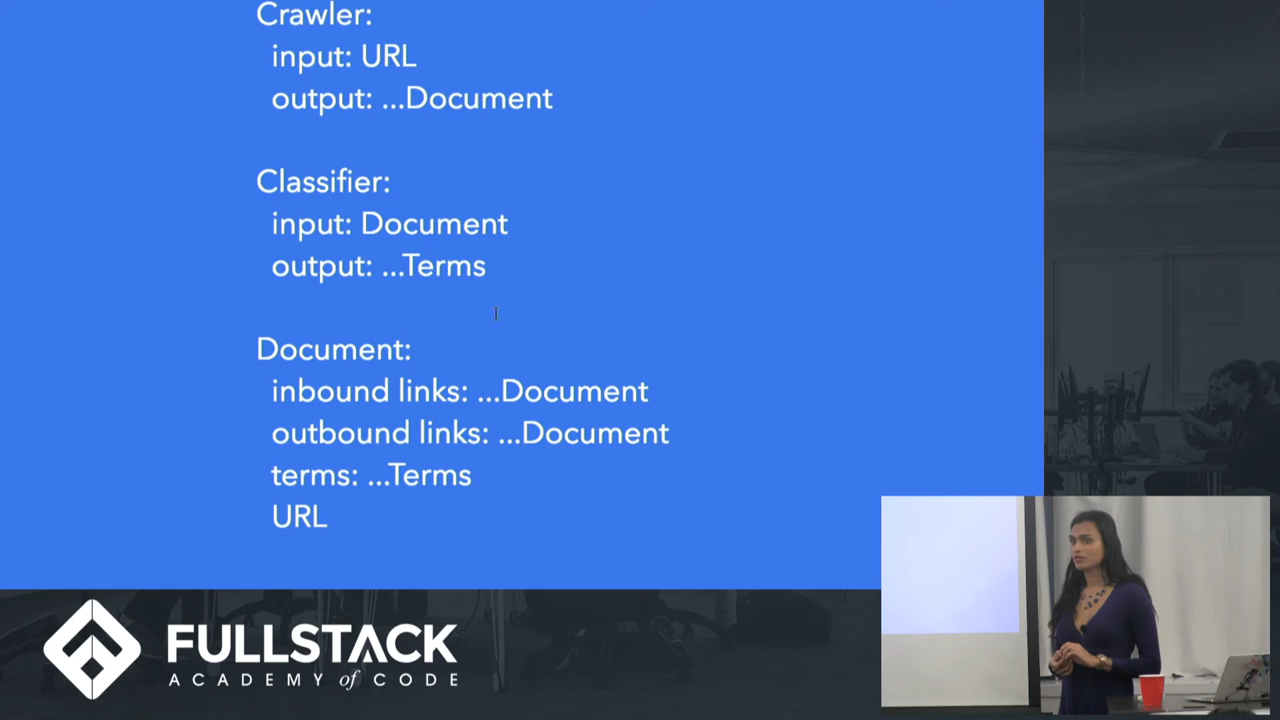 Crawler:
input: URL
output: ...Document
Classifier:
input: Document
output: ...Terms
Document:
inbound links: ...Document
outbound links: ...Document
terms: ...Terms
URL
FULLSTACK
ACADEMY of CODE